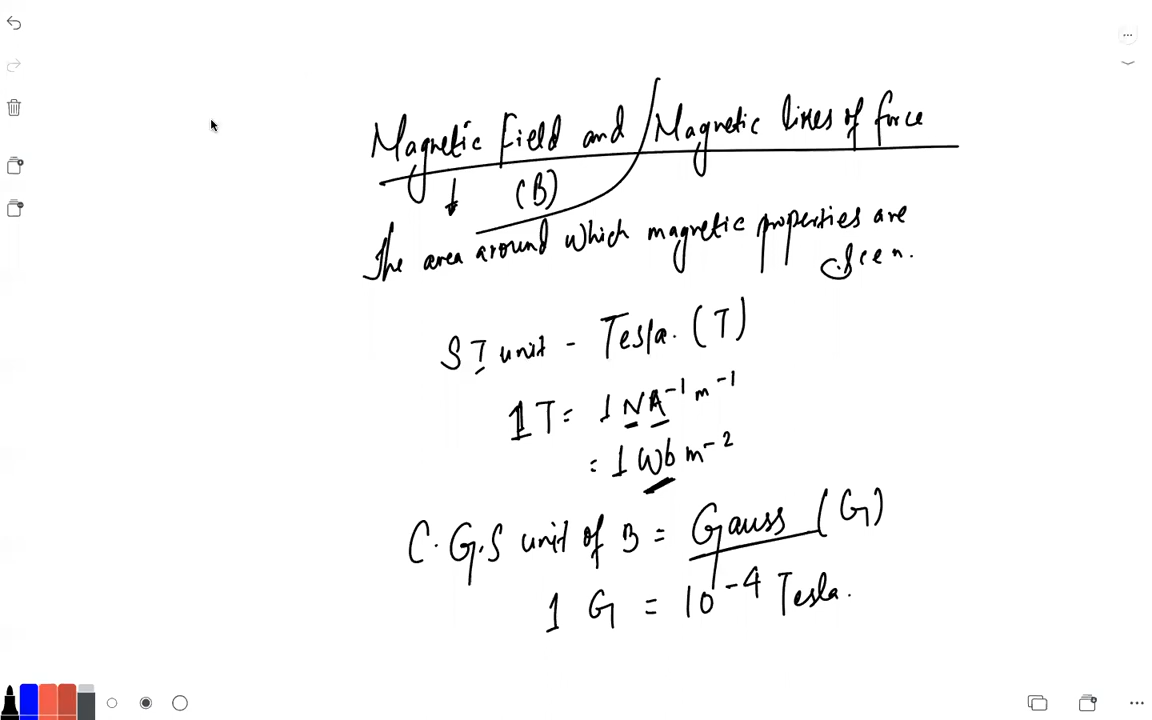 Magnetic Field and Magnetic lines of force
(B)
The area around which magnetic properties are
seen.
SI unit - Tesla. (T)
1 T = 1 NA⁻¹ m⁻¹
= 1 Wb m⁻²
C.G.S unit of B = Gauss (G)
1 G = 10⁻⁴ Tesla.